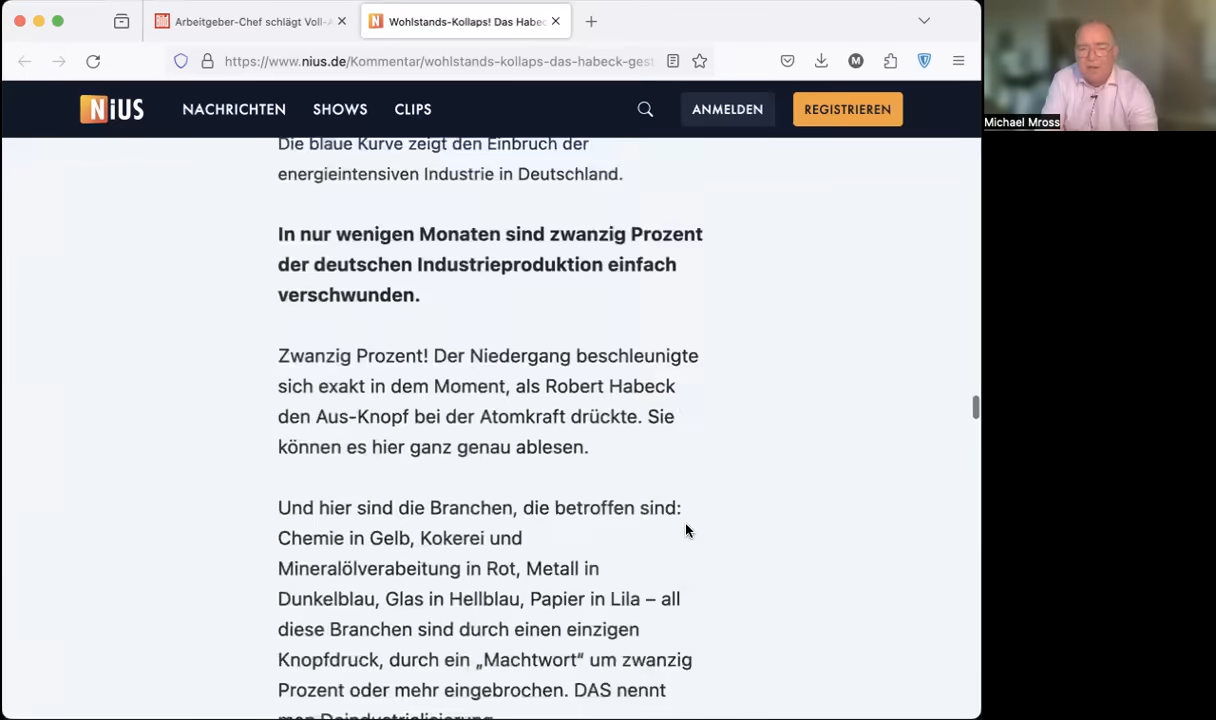 Arbeitgeber-Chef schlägt Voll-A
Wohlstands-Kollaps! Das Habec
https://www.nius.de/Kommentar/wohlstands-kollaps-das-habeck-gest
NiUS
NACHRICHTEN
SHOWS
CLIPS
ANMELDEN
REGISTRIEREN
Michael Mross
Die blaue Kurve zeigt den Einbruch der
energieintensiven Industrie in Deutschland.
In nur wenigen Monaten sind zwanzig Prozent
der deutschen Industrieproduktion einfach
verschwunden.
Zwanzig Prozent! Der Niedergang beschleunigte
sich exakt in dem Moment, als Robert Habeck
den Aus-Knopf bei der Atomkraft drückte. Sie
können es hier ganz genau ablesen.
Und hier sind die Branchen, die betroffen sind:
Chemie in Gelb, Kokerei und
Mineralölverabeitung in Rot, Metall in
Dunkelblau, Glas in Hellblau, Papier in Lila – all
diese Branchen sind durch einen einzigen
Knopfdruck, durch ein „Machtwort“ um zwanzig
Prozent oder mehr eingebrochen. DAS nennt
man Deindustrialisierung